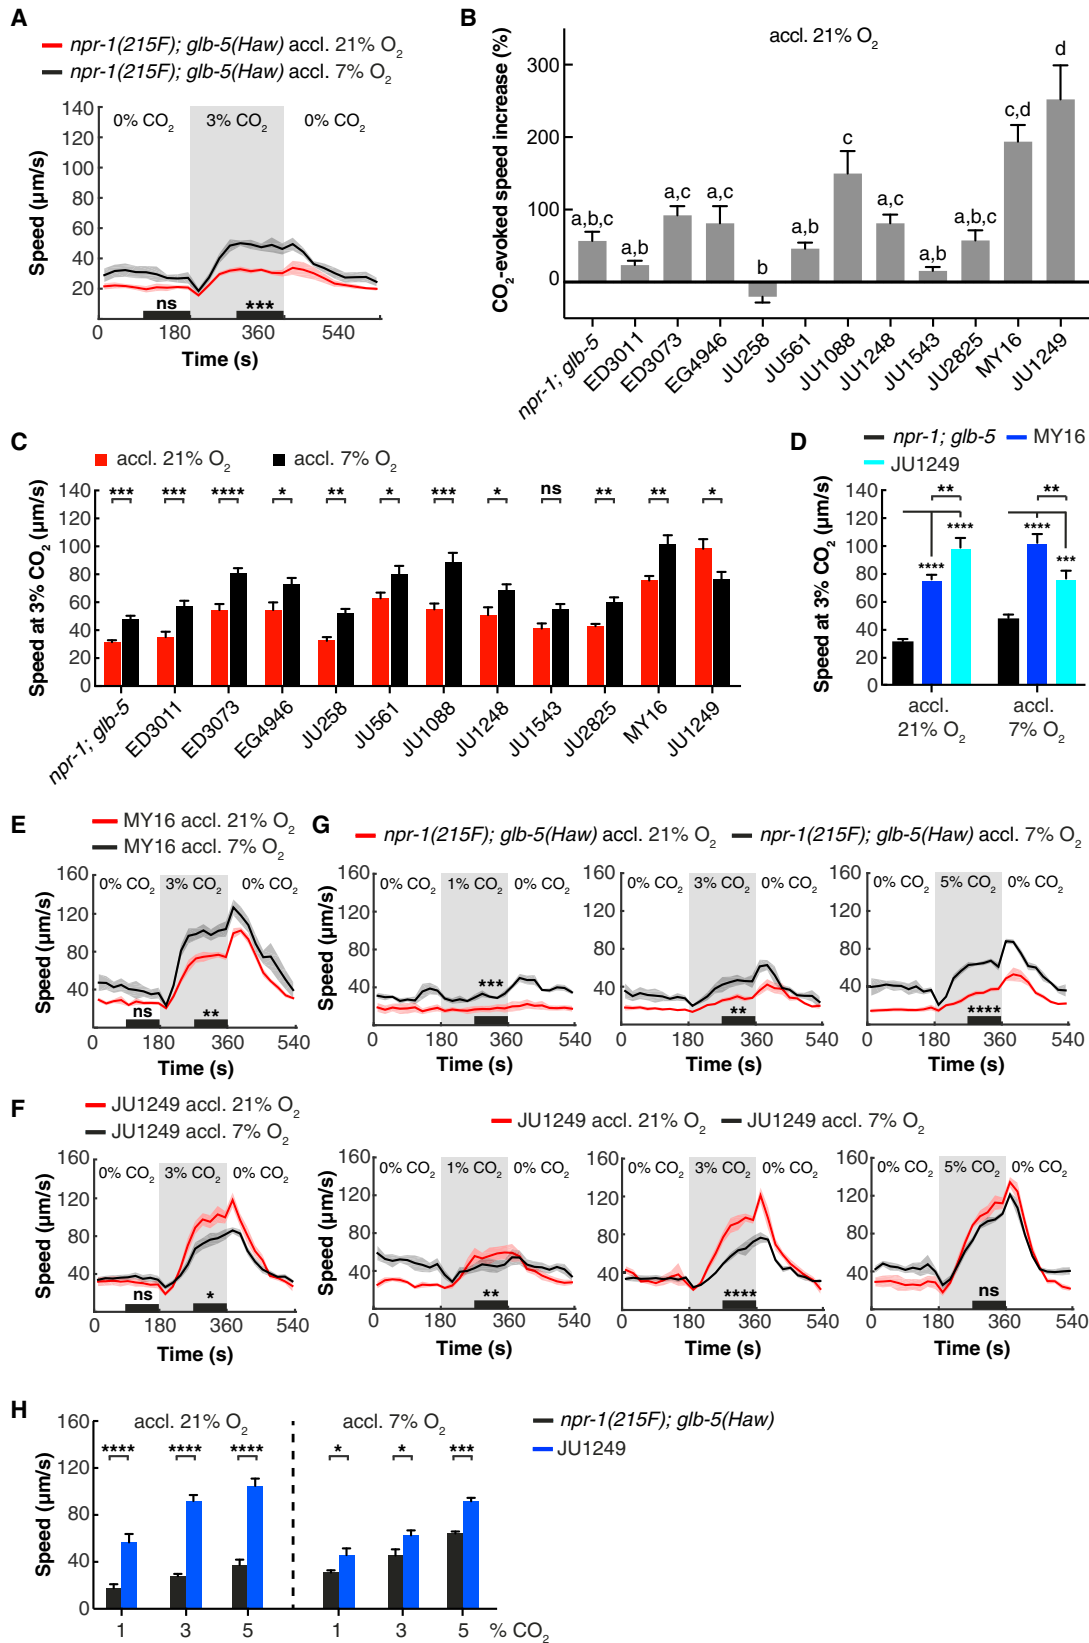 A
npr-1(215F); glb-5(Haw) accl. 21% O2
npr-1(215F); glb-5(Haw) accl. 7% O2
140
120
100
80
60
40
20
Speed (µm/s)
0% CO2 3% CO2 0% CO2
ns ***
0 180 360 540
Time (s)
B
accl. 21% O2
CO2-evoked speed increase (%)
300
200
100
0
a,b,c a,b a,c a,c b a,b c a,c a,b a,b,c c,d d
npr-1; glb-5 ED3011 ED3073 EG4946 JU258 JU561 JU1088 JU1248 JU1543 JU2825 MY16 JU1249
C
accl. 21% O2 accl. 7% O2
Speed at 3% CO2 (µm/s)
140
120
100
80
60
40
20
0
*** *** **** * ** * *** * ns ** ** *
npr-1; glb-5 ED3011 ED3073 EG4946 JU258 JU561 JU1088 JU1248 JU1543 JU2825 MY16 JU1249
D
npr-1; glb-5 MY16
JU1249
Speed at 3% CO2 (µm/s)
140
120
100
80
60
40
20
0
** **
**** **** **** ***
accl. 21% O2
accl. 7% O2
E
MY16 accl. 21% O2
MY16 accl. 7% O2
160
120
80
40
Speed (µm/s)
0% CO2 3% CO2 0% CO2
ns **
0 180 360 540
Time (s)
G
npr-1(215F); glb-5(Haw) accl. 21% O2 npr-1(215F); glb-5(Haw) accl. 7% O2
160
120
80
40
Speed (µm/s)
0% CO2 1% CO2 0% CO2
***
0 180 360 540
Time (s)
160
120
80
40
0% CO2 3% CO2 0% CO2
**
0 180 360 540
Time (s)
160
120
80
40
0% CO2 5% CO2 0% CO2
****
0 180 360 540
Time (s)
F
JU1249 accl. 21% O2
JU1249 accl. 7% O2
160
120
80
40
Speed (µm/s)
0% CO2 3% CO2 0% CO2
ns *
0 180 360 540
Time (s)
JU1249 accl. 21% O2 JU1249 accl. 7% O2
160
120
80
40
Speed (µm/s)
0% CO2 1% CO2 0% CO2
**
0 180 360 540
Time (s)
160
120
80
40
0% CO2 3% CO2 0% CO2
****
0 180 360 540
Time (s)
160
120
80
40
0% CO2 5% CO2 0% CO2
ns
0 180 360 540
Time (s)
H
accl. 21% O2 accl. 7% O2
npr-1(215F); glb-5(Haw)
JU1249
160
120
80
40
0
Speed (µm/s)
**** **** **** * * ***
1 3 5 1 3 5 % CO2